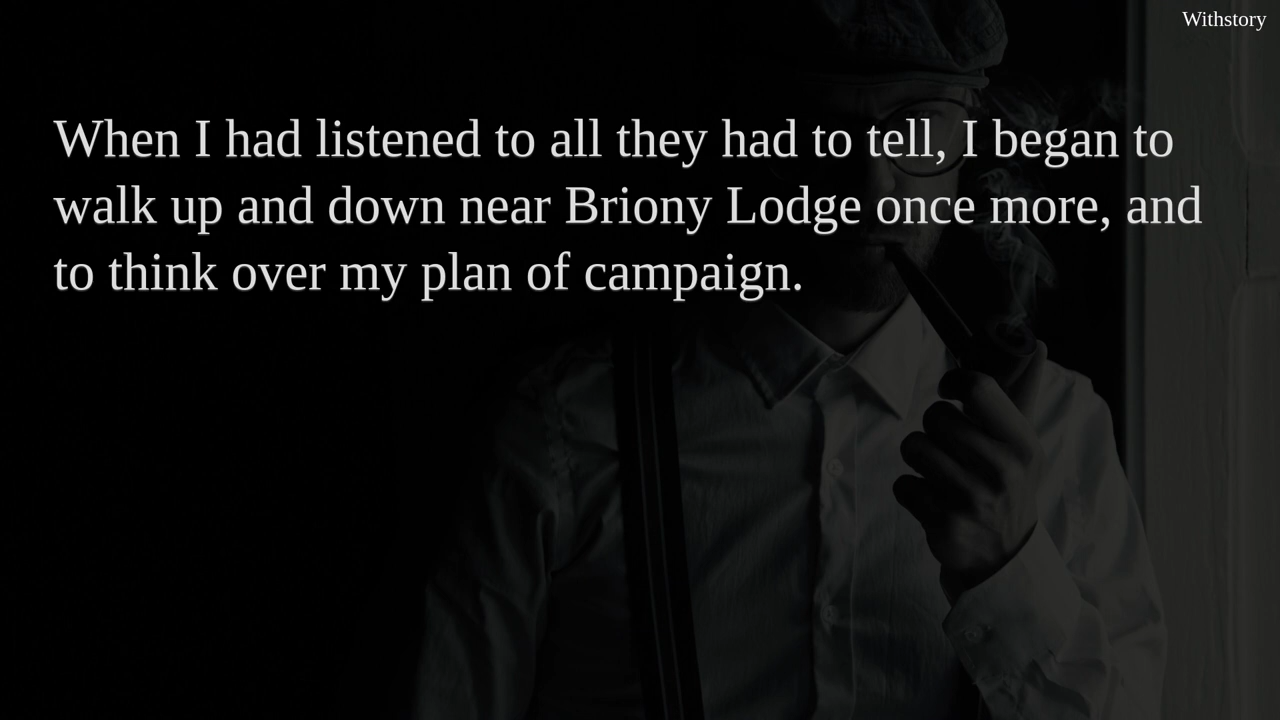 Withstory
When I had listened to all they had to tell, I began to
walk up and down near Briony Lodge once more, and
to think over my plan of campaign.